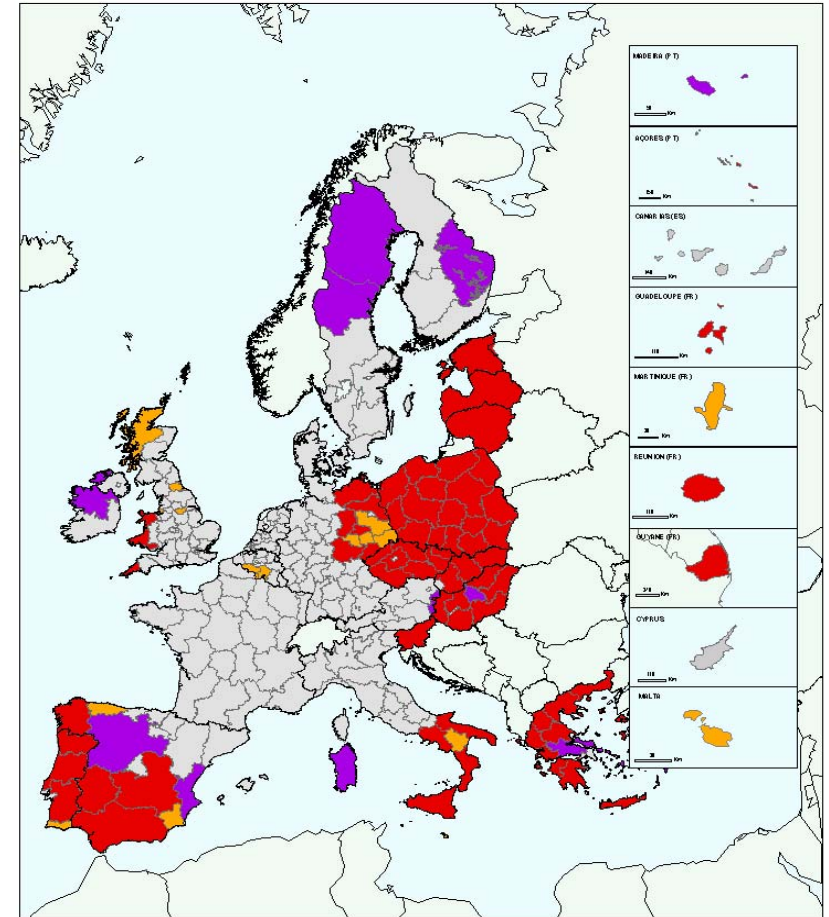 MADEIRA (PT)
Km
AÇORES (PT)
Km
CANARIAS (ES)
Km
GUADELOUPE (FR)
Km
MARTINIQUE (FR)
Km
REUNION (FR)
Km
GUYANE (FR)
Km
CYPRUS
Km
MALTA
Km